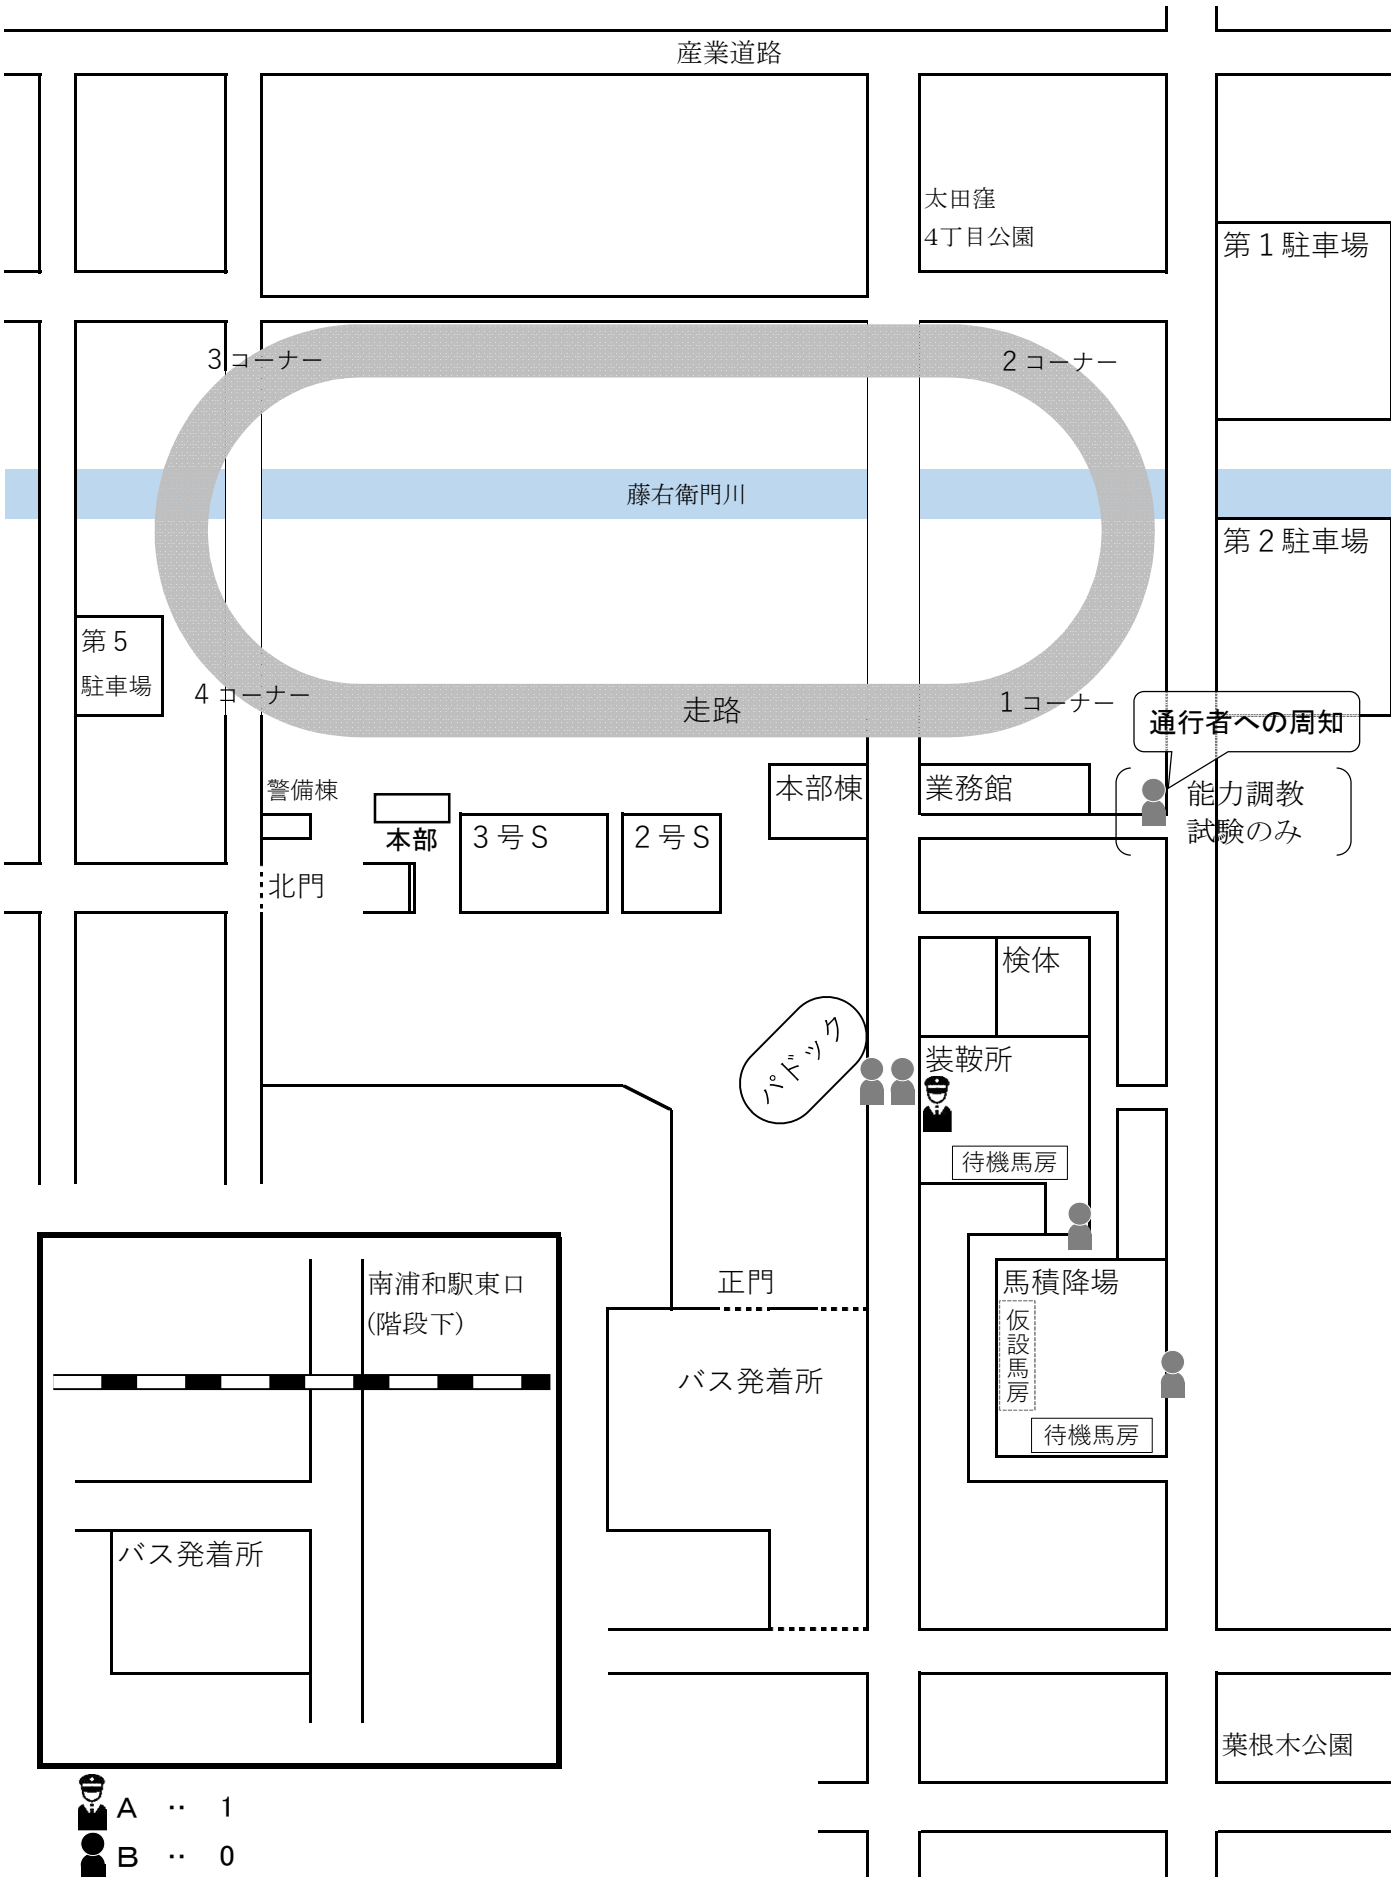 産業道路
太田窪
4丁目公園
第1駐車場
3コーナー
2コーナー
藤右衛門川
第2駐車場
第5
駐車場
4コーナー
走路
1コーナー
通行者への周知
警備棟
本部
3号S
2号S
本部棟
業務館
能力調教
試験のみ
北門
検体
パドック
装鞍所
待機馬房
正門
馬積降場
仮設馬房
待機馬房
南浦和駅東口
(階段下)
バス発着所
バス発着所
葉根木公園
A ‥ 1
B ‥ 0